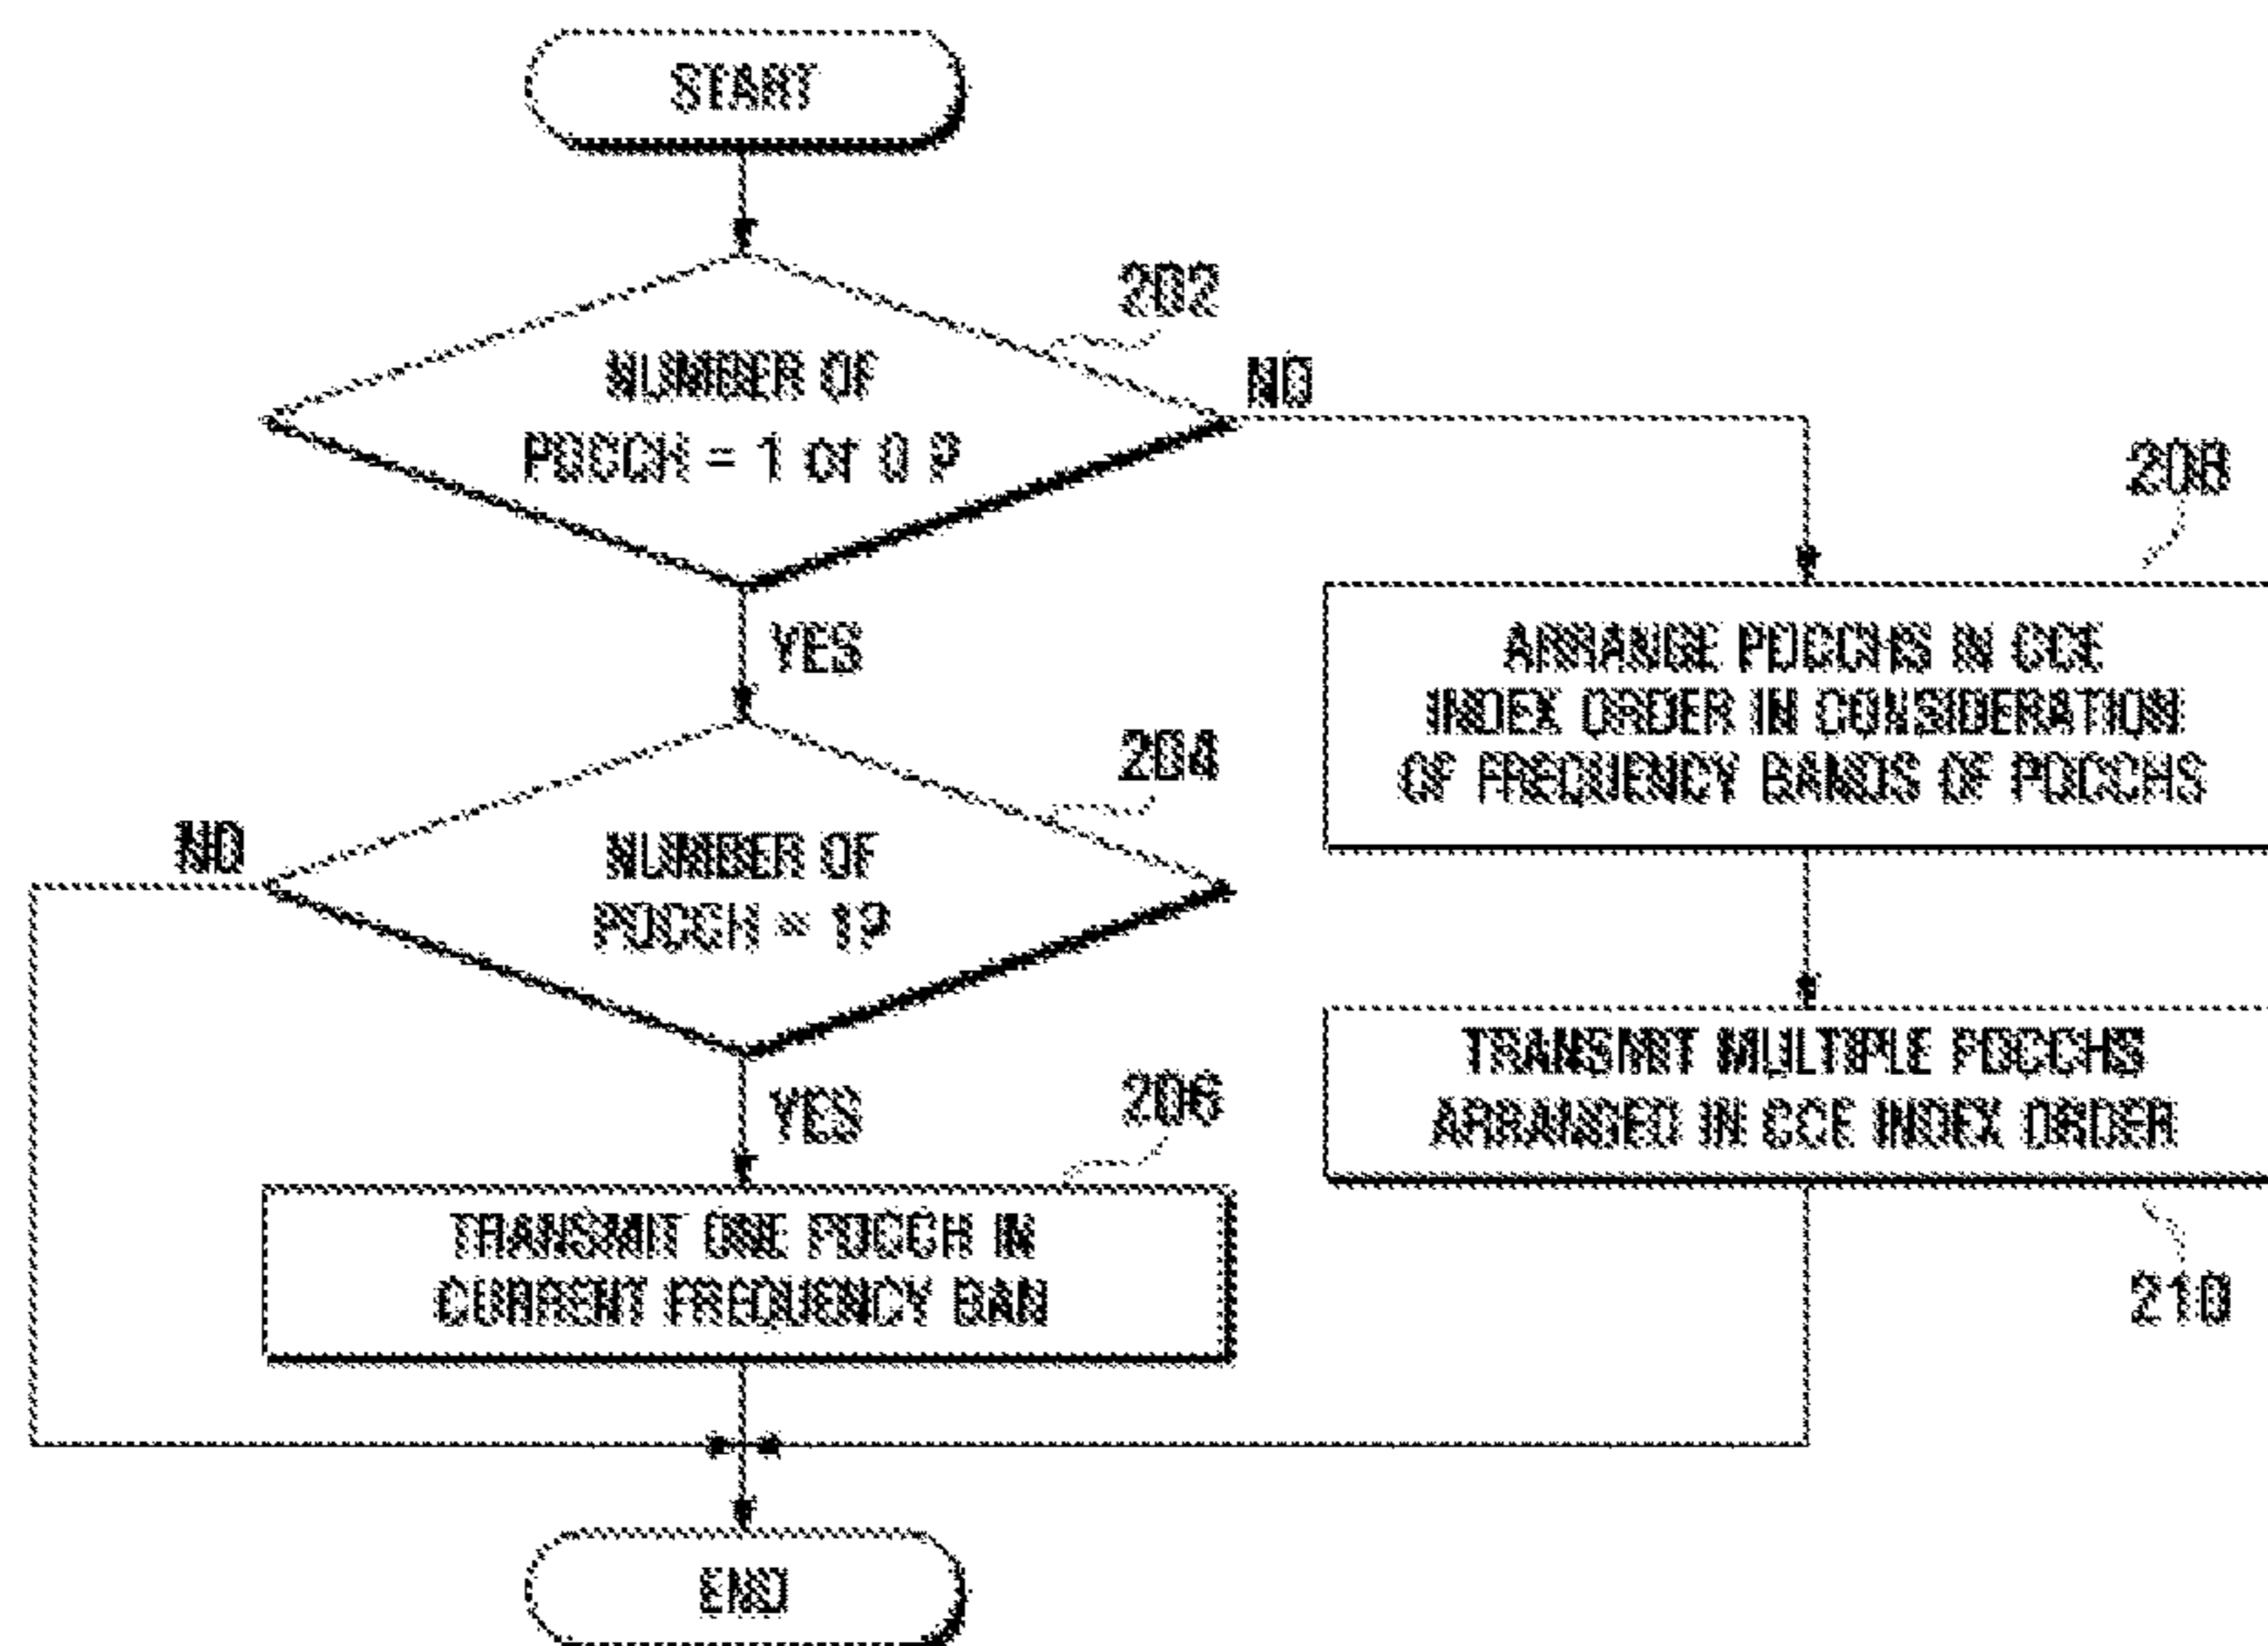 START
202
NUMBER OF
PDCCH = 1 or 0 ?
NO
YES
204
NUMBER OF
PDCCH = 1?
NO
YES
206
TRANSMIT ONE PDCCH IN
CURRENT FREQUENCY BAN
208
ARRANGE PDCCHS IN CCE
INDEX ORDER IN CONSIDERATION
OF FREQUENCY BANDS OF PDCCHS
TRANSMIT MULTIPLE PDCCHS
ARRANGED IN CCE INDEX ORDER
210
END